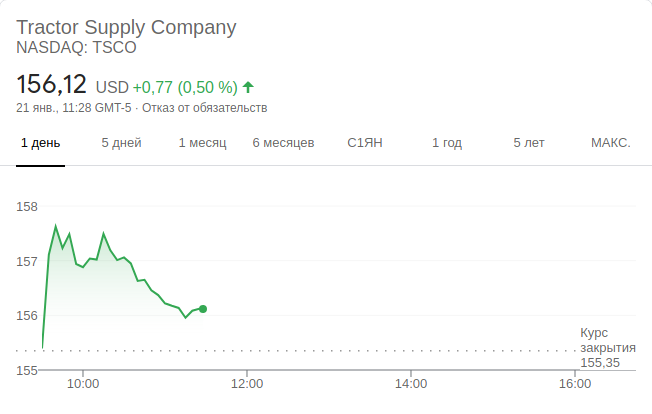 Tractor Supply Company
NASDAQ: TSCO
156,12 USD +0,77 (0,50 %)
21 янв., 11:28 GMT-5 · Отказ от обязательств
1 день 5 дней 1 месяц 6 месяцев С1ЯН 1 год 5 лет МАКС.
158
157
156
Курс
закрытия
155,35
155
10:00 12:00 14:00 16:00